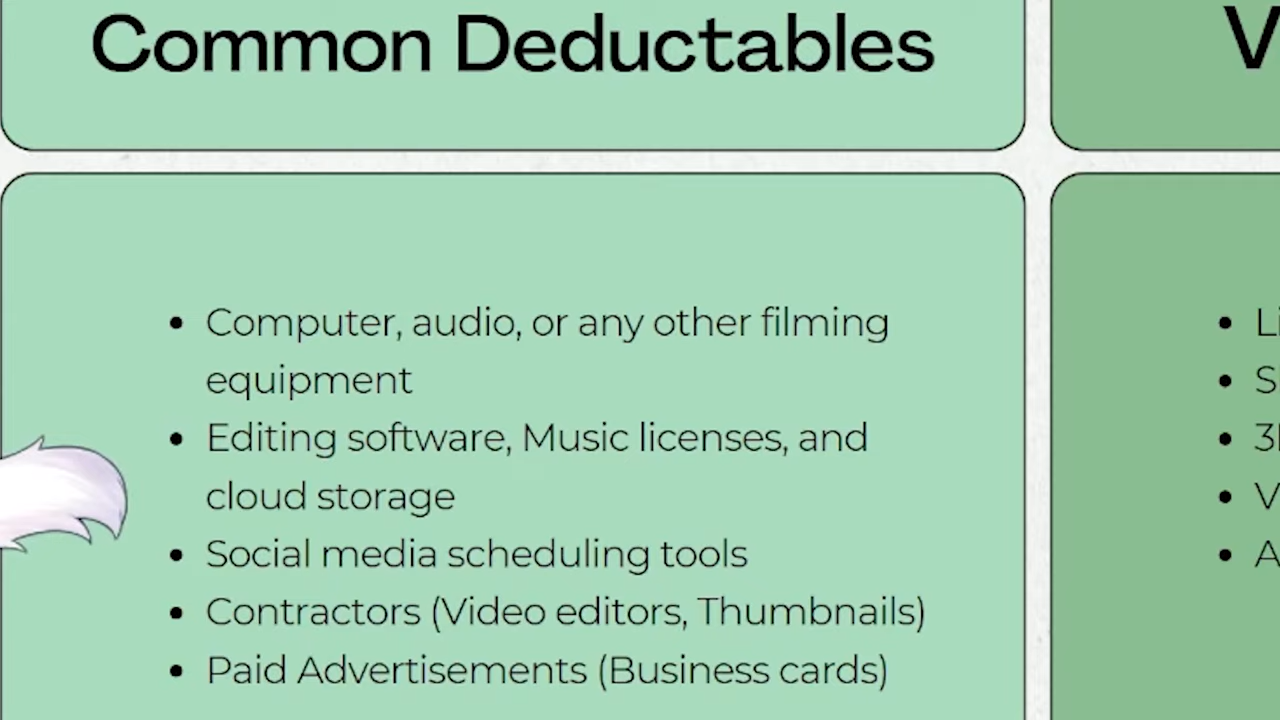 Common Deductables
• Computer, audio, or any other filming
equipment
• Editing software, Music licenses, and
cloud storage
• Social media scheduling tools
• Contractors (Video editors, Thumbnails)
• Paid Advertisements (Business cards)